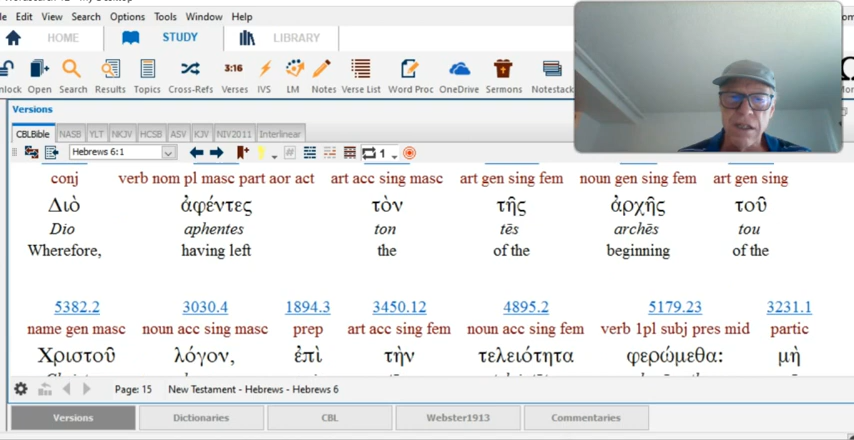 Edit View Search Options Tools Window Help
HOME STUDY LIBRARY
3:16
Open Search Results Topics Cross-Refs Verses IVS LM Notes Verse List Word Proc OneDrive Sermons Notestack
Versions
CBLBible NASB YLT NKJV HCSB ASV KJV NIV2011 Interlinear
Hebrews 6:1 # 1
conj verb nom pl masc part aor act art acc sing masc art gen sing fem noun gen sing fem art gen sing
Διὸ ἀφέντες τὸν τῆς ἀρχῆς τοῦ
Dio aphentes ton tēs archēs tou
Wherefore, having left the of the beginning of the
5382.2 3030.4 1894.3 3450.12 4895.2 5179.23 3231.1
name gen masc noun acc sing masc prep art acc sing fem noun acc sing fem verb 1pl subj pres mid partic
Χριστοῦ λόγον, ἐπὶ τὴν τελειότητα φερώμεθα: μὴ
Page: 15 New Testament - Hebrews - Hebrews 6
Versions Dictionaries CBL Webster1913 Commentaries